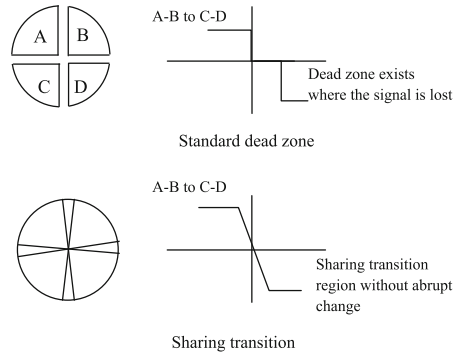 A-B to C-D
A B
C D
Dead zone exists
where the signal is lost
Standard dead zone
A-B to C-D
Sharing transition
region without abrupt
change
Sharing transition